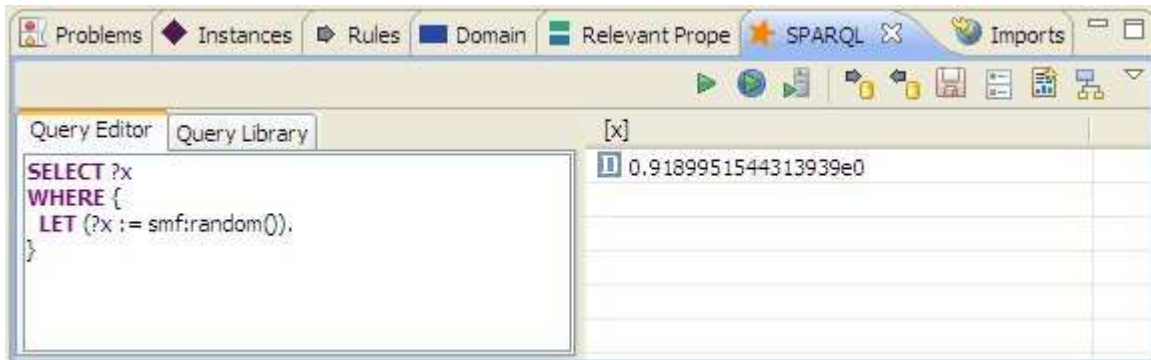 Problems Instances Rules Domain Relevant Prope SPARQL Imports
Query Editor Query Library [x]
SELECT ?x 0.9189951544313939e0
WHERE {
LET (?x := smf:random()).
}